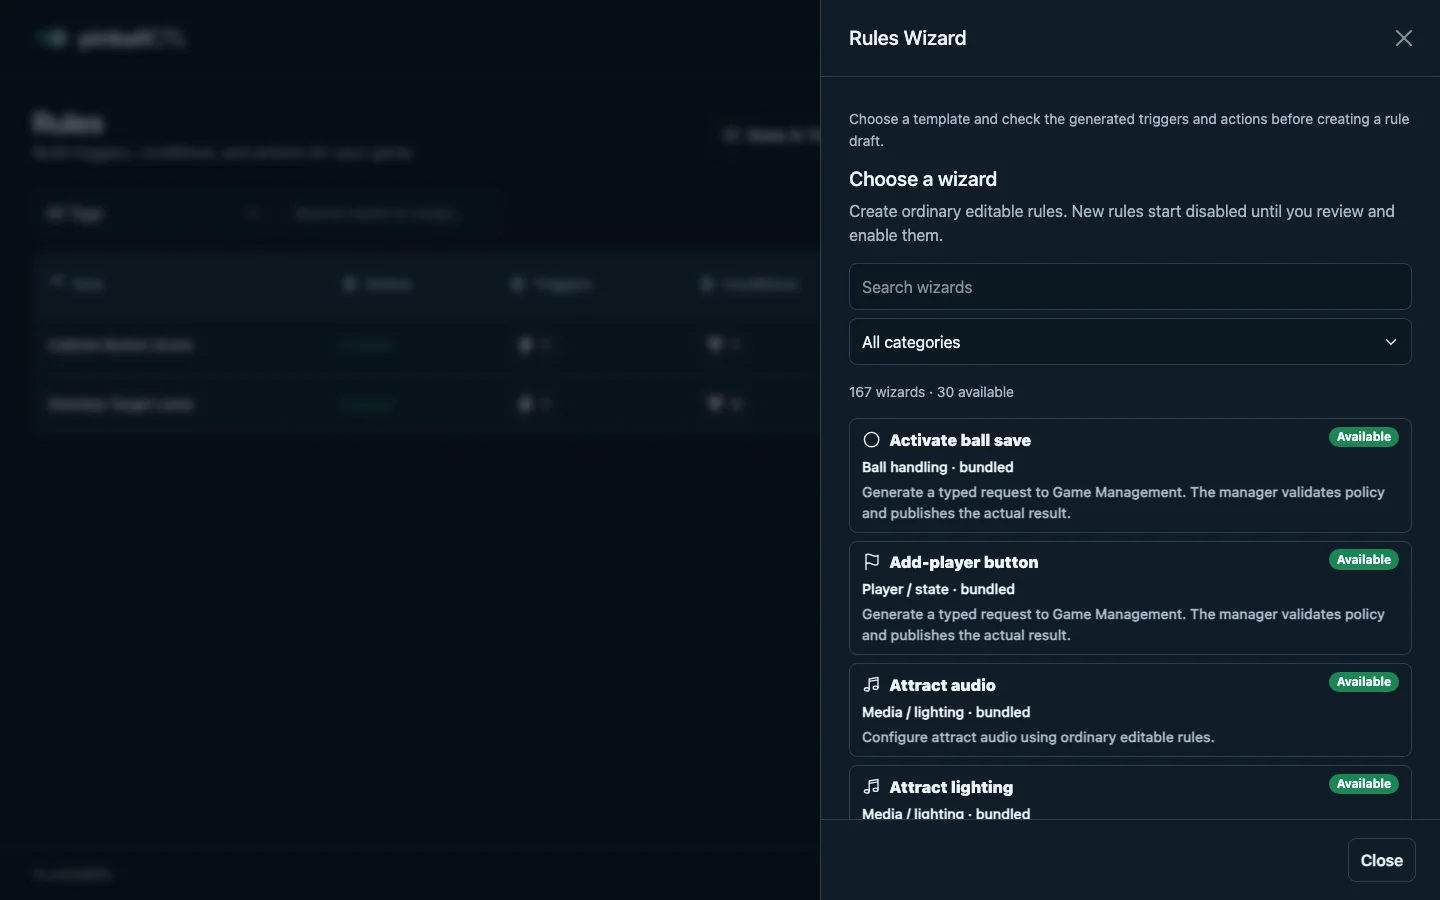 Rules Wizard
Choose a template and check the generated triggers and actions before creating a rule
draft.
Choose a wizard
Create ordinary editable rules. New rules start disabled until you review and
enable them.
Search wizards
All categories
167 wizards · 30 available
Activate ball save
Available
Ball handling · bundled
Generate a typed request to Game Management. The manager validates policy
and publishes the actual result.
Add-player button
Available
Player / state · bundled
Generate a typed request to Game Management. The manager validates policy
and publishes the actual result.
Attract audio
Available
Media / lighting · bundled
Configure attract audio using ordinary editable rules.
Attract lighting
Available
Media / lighting · bundled
Close
pinballCTL
Rules